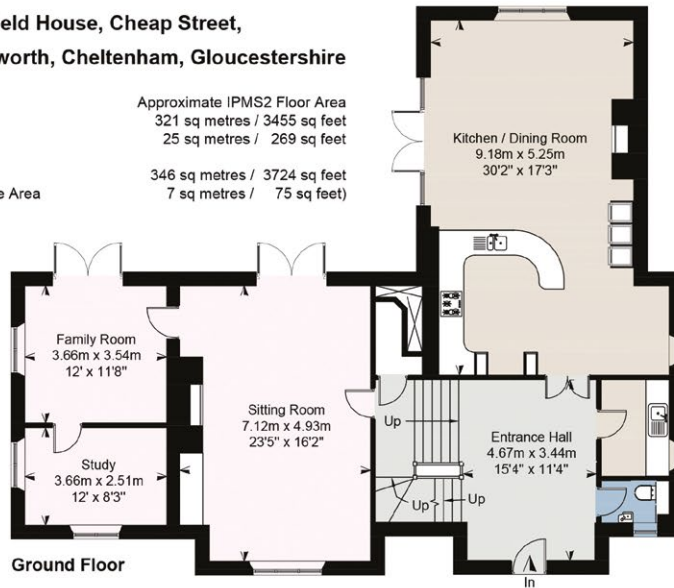 House, Cheap Street,
Cheltenham, Gloucestershire
Approximate IPMS2 Floor Area
321 sq metres / 3455 sq feet
25 sq metres / 269 sq feet
346 sq metres / 3724 sq feet
Area
7 sq metres / 75 sq feet)
Kitchen / Dining Room
9.18m x 5.25m
30'2" x 17'3"
Family Room
3.66m x 3.54m
12' x 11'8"
Sitting Room
7.12m x 4.93m
23'5" x 16'2"
Up
Entrance Hall
4.67m x 3.44m
15'4" x 11'4"
Study
3.66m x 2.51m
12' x 8'3"
Up
Up
Ground Floor
In